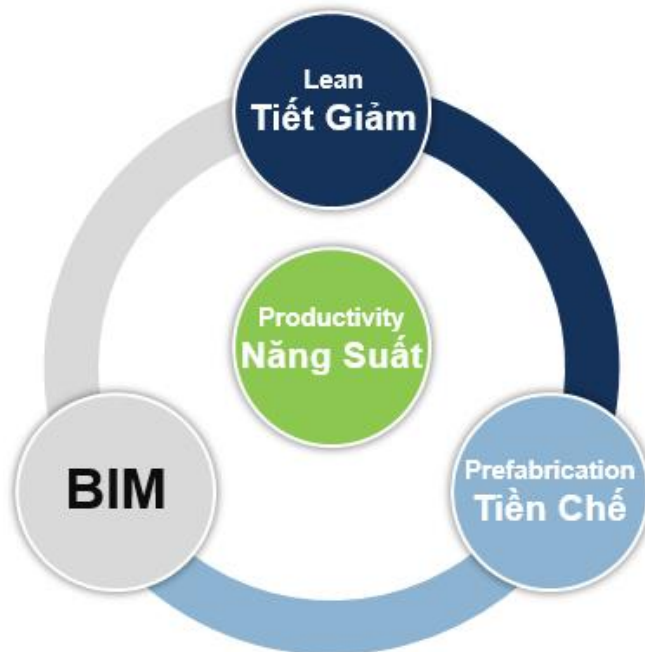 Lean
Tiết Giảm
Productivity
Năng Suất
BIM
Prefabrication
Tiền Chế